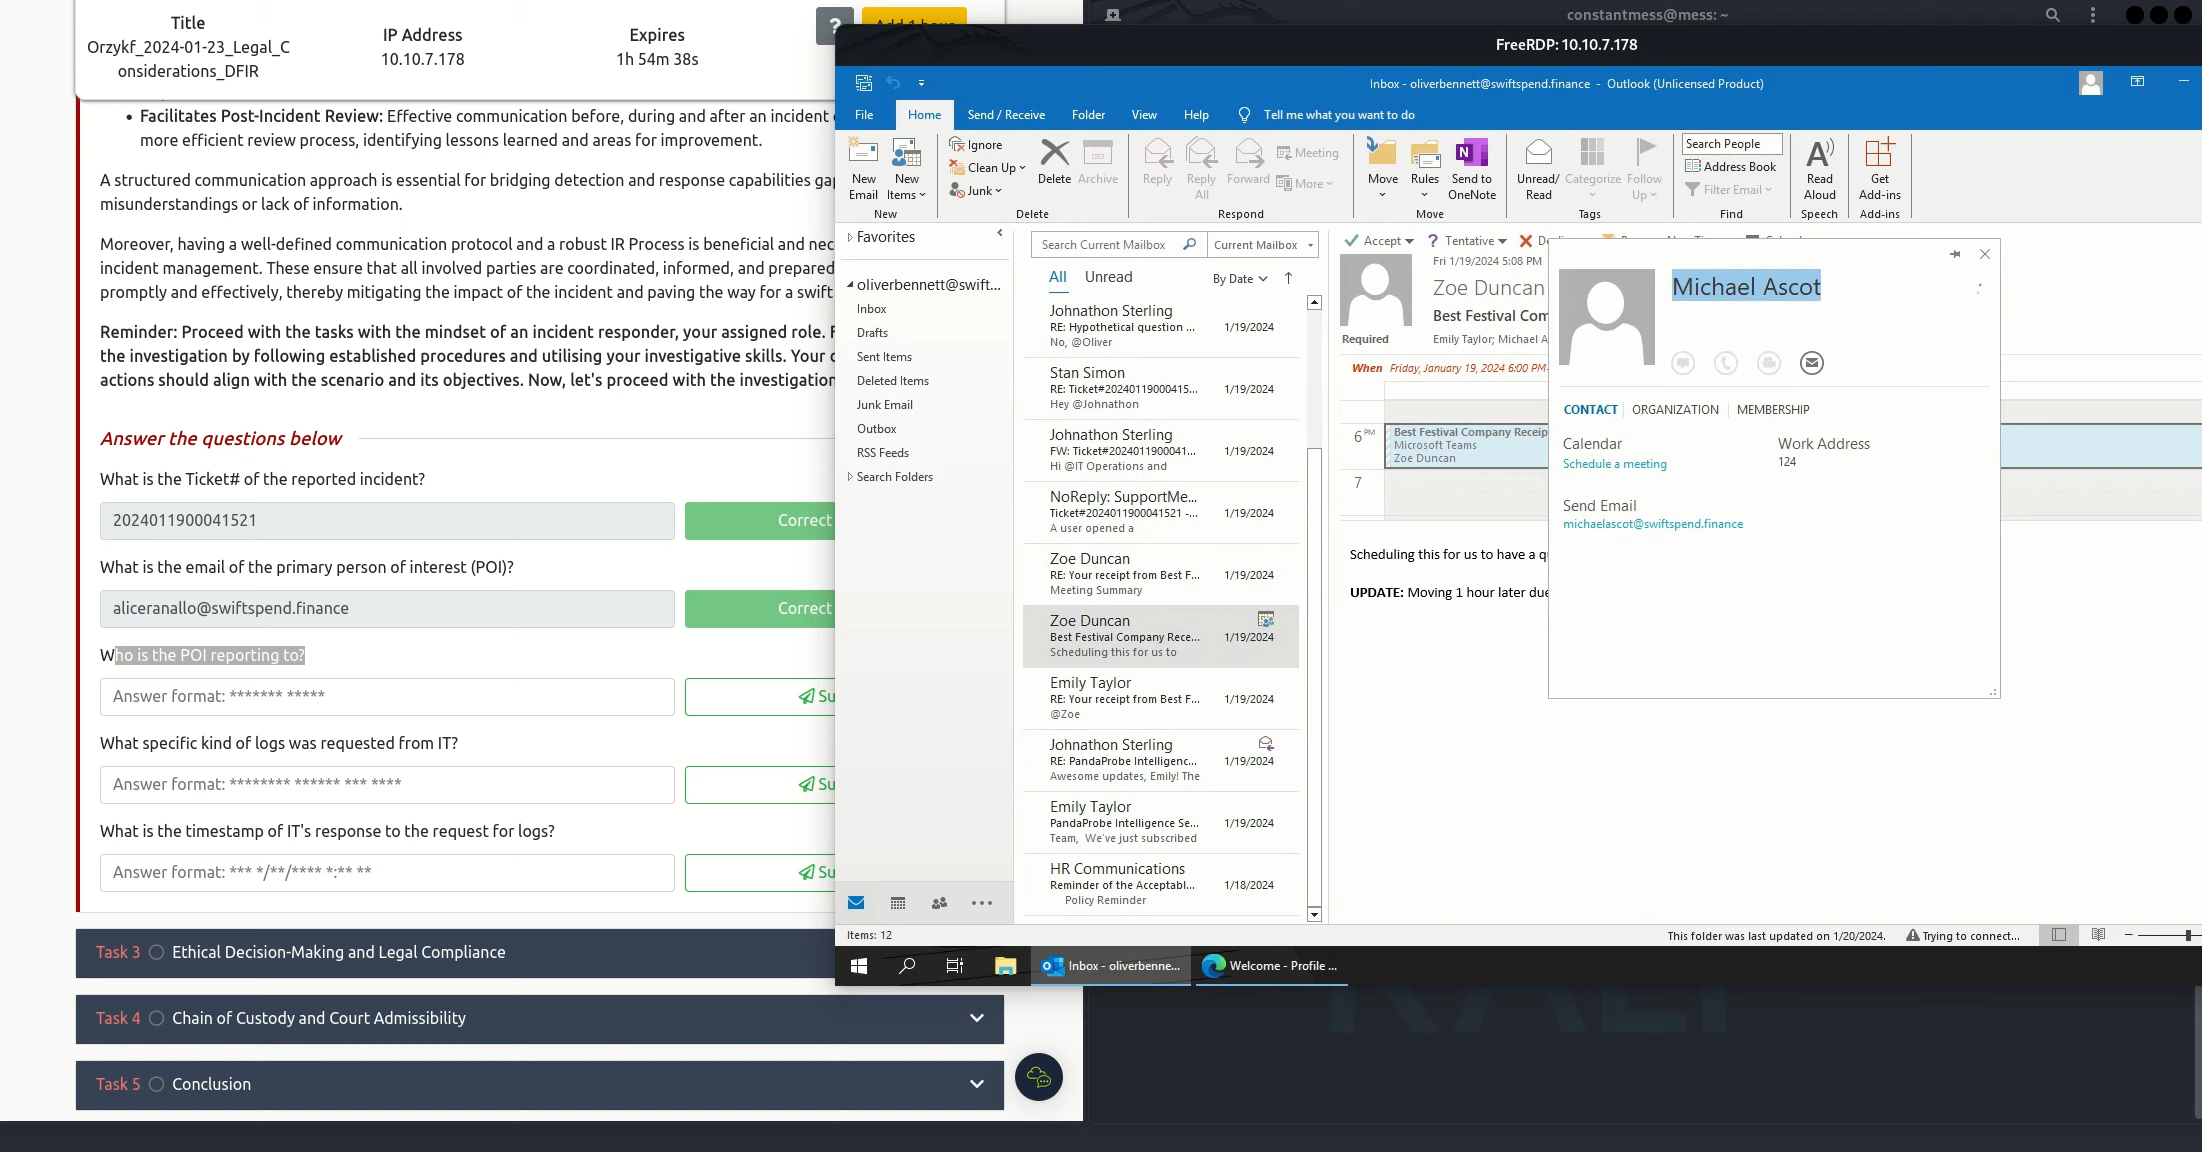 Title
Orzykf_2024-01-23_Legal_C
onsiderations_DFIR
IP Address
10.10.7.178
Expires
1h 54m 38s
?
Add 1 hour
• Facilitates Post-Incident Review: Effective communication before, during and after an incident
more efficient review process, identifying lessons learned and areas for improvement.
A structured communication approach is essential for bridging detection and response capabilities
misunderstandings or lack of information.
Moreover, having a well-defined communication protocol and a robust IR Process is beneficial and
incident management. These ensure that all involved parties are coordinated, informed, and prepared
promptly and effectively, thereby mitigating the impact of the incident and paving the way for a swift
Reminder: Proceed with the tasks with the mindset of an incident responder, your assigned role.
the investigation by following established procedures and utilising your investigative skills. Your
actions should align with the scenario and its objectives. Now, let's proceed with the investigation
Answer the questions below
What is the Ticket# of the reported incident?
2024011900041521
Correct
What is the email of the primary person of interest (POI)?
aliceranallo@swiftspend.finance
Correct
Who is the POI reporting to?
Answer format: ******* *****
Su
What specific kind of logs was requested from IT?
Answer format: ******** ****** *** ****
Su
What is the timestamp of IT's response to the request for logs?
Answer format: *** */**/**** *:** **
Su
Task 3 Ethical Decision-Making and Legal Compliance
Task 4 Chain of Custody and Court Admissibility
Task 5 Conclusion
constantmess@mess: ~
FreeRDP: 10.10.7.178
Inbox - oliverbennett@swiftspend.finance - Outlook (Unlicensed Product)
File Home Send / Receive Folder View Help Tell me what you want to do
New Email
New Items
New
Ignore
Clean Up
Junk
Delete
Archive
Delete
Reply
Reply All
Forward
Meeting
More
Respond
Move
Rules
Send to OneNote
Move
Unread/ Read
Categorize
Follow Up
Tags
Search People
Address Book
Filter Email
Find
Read Aloud
Speech
Get Add-ins
Add-ins
Favorites
oliverbennett@swift...
Inbox
Drafts
Sent Items
Deleted Items
Junk Email
Outbox
RSS Feeds
Search Folders
Search Current Mailbox
Current Mailbox
All Unread
By Date
Johnathon Sterling
RE: Hypothetical question ... 1/19/2024
No, @Oliver
Stan Simon
RE: Ticket#20240119000415... 1/19/2024
Hey @Johnathon
Johnathon Sterling
FW: Ticket#20240119000041... 1/19/2024
Hi @IT Operations and
NoReply: SupportMe...
Ticket#2024011900041521 -... 1/19/2024
A user opened a
Zoe Duncan
RE: Your receipt from Best F... 1/19/2024
Meeting Summary
Zoe Duncan
Best Festival Company Rece... 1/19/2024
Scheduling this for us to
Emily Taylor
RE: Your receipt from Best F... 1/19/2024
@Zoe
Johnathon Sterling
RE: PandaProbe Intelligenc... 1/19/2024
Awesome updates, Emily! The
Emily Taylor
PandaProbe Intelligence Se... 1/19/2024
Team, We've just subscribed
HR Communications
Reminder of the Acceptabl... 1/18/2024
Policy Reminder
Accept
Tentative
Fri 1/19/2024 5:08 PM
Zoe Duncan
Best Festival Com
Required
Emily Taylor; Michael A
When Friday, January 19, 2024 6:00 PM-
6 PM
Best Festival Company Receip
Microsoft Teams
Zoe Duncan
7
Scheduling this for us to have a q
UPDATE: Moving 1 hour later due
Michael Ascot
CONTACT ORGANIZATION MEMBERSHIP
Calendar
Schedule a meeting
Work Address
124
Send Email
michaelascot@swiftspend.finance
Items: 12
This folder was last updated on 1/20/2024.
Trying to connect...
Inbox - oliverbenne...
Welcome - Profile ...